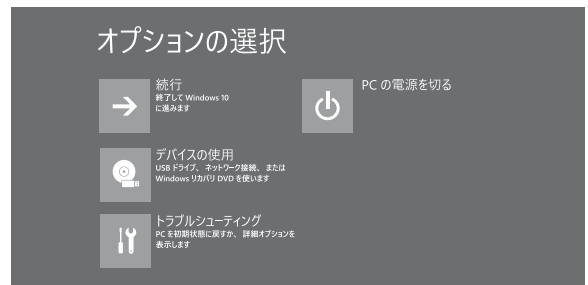 オプションの選択
続行
終了して Windows 10
に進みます
PC の電源を切る
デバイスの使用
USB ドライブ、ネットワーク接続、または
Windows リカバリ DVD を使います
トラブルシューティング
PC を初期状態に戻すか、詳細オプションを
表示します